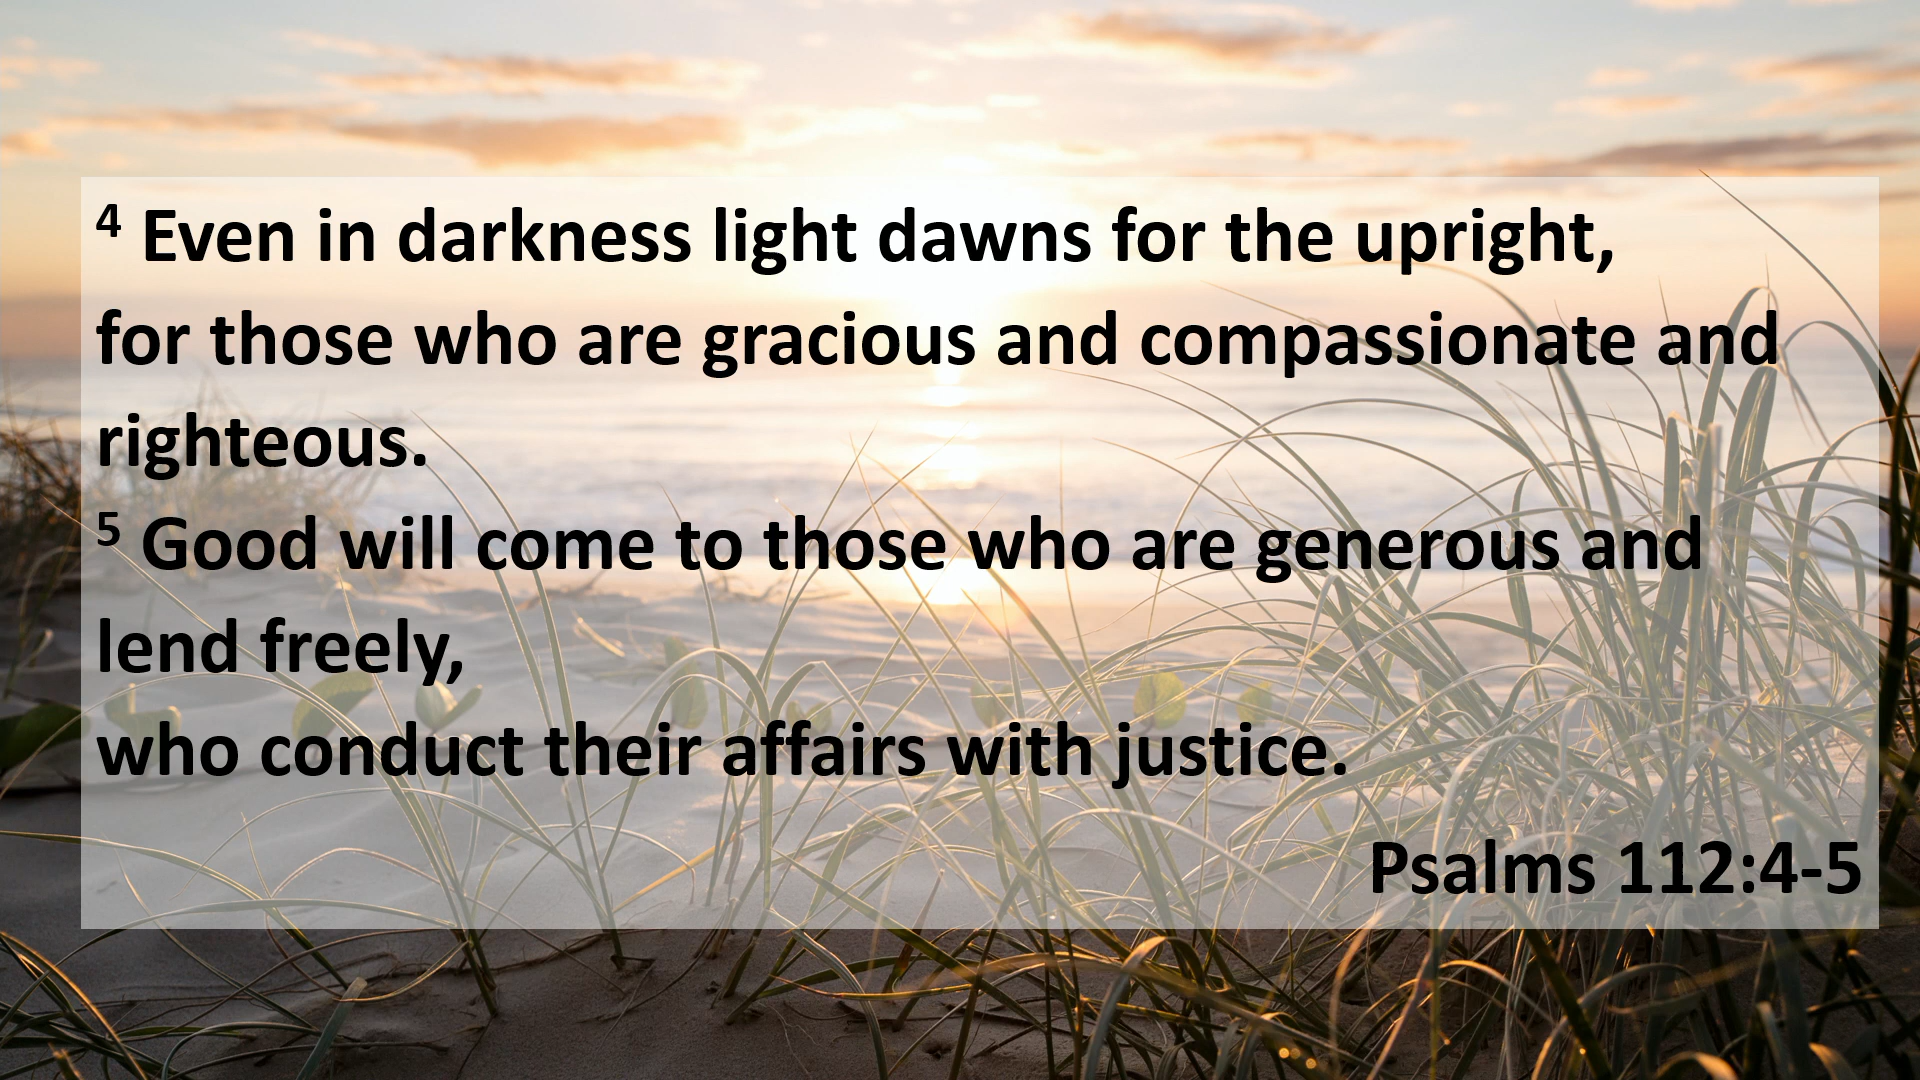 4 Even in darkness light dawns for the upright,
for those who are gracious and compassionate and
righteous.
5 Good will come to those who are generous and
lend freely,
who conduct their affairs with justice.
Psalms 112:4-5